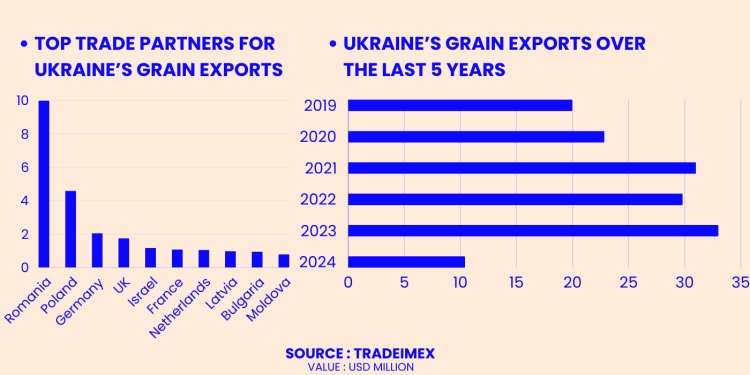 • TOP TRADE PARTNERS FOR
UKRAINE’S GRAIN EXPORTS
10
8
6
4
2
0
Romania
Poland
Germany
UK
Israel
France
Netherlands
Latvia
Bulgaria
Moldova
• UKRAINE’S GRAIN EXPORTS OVER
THE LAST 5 YEARS
2019
2020
2021
2022
2023
2024
0 5 10 15 20 25 30 35
SOURCE : TRADEIMEX
VALUE : USD MILLION